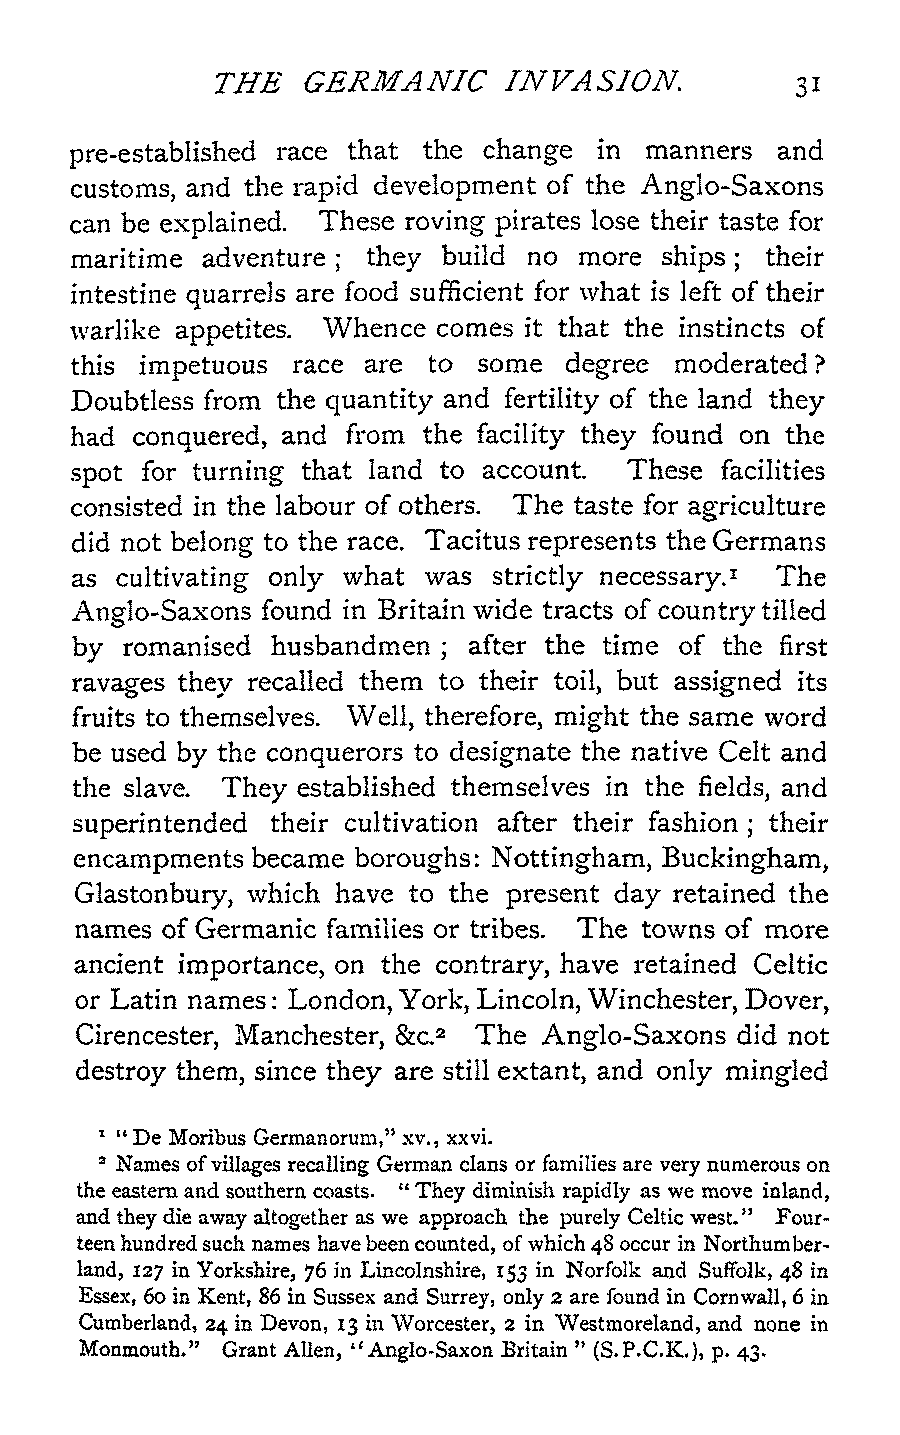 THE GERMANIC INVASION. 31
pre-established race that the change in manners and
customs, and the rapid development of the Anglo-Saxons
can be explained. These roving pirates lose their taste for
maritime adventure ; they build no more ships ; their
intestine quarrels are food sufficient for what is left of their
warlike appetites. Whence comes it that the instincts of
this impetuous race are to some degree moderated ?
Doubtless from the quantity and fertility of the land they
had conquered, and from the facility they found on the
spot for turning that land to account. These facilities
consisted in the labour of others. The taste for agriculture
did not belong to the race. Tacitus represents the Germans
as cultivating only what was strictly necessary.¹ The
Anglo-Saxons found in Britain wide tracts of country tilled
by romanised husbandmen ; after the time of the first
ravages they recalled them to their toil, but assigned its
fruits to themselves. Well, therefore, might the same word
be used by the conquerors to designate the native Celt and
the slave. They established themselves in the fields, and
superintended their cultivation after their fashion ; their
encampments became boroughs: Nottingham, Buckingham,
Glastonbury, which have to the present day retained the
names of Germanic families or tribes. The towns of more
ancient importance, on the contrary, have retained Celtic
or Latin names: London, York, Lincoln, Winchester, Dover,
Cirencester, Manchester, &c.² The Anglo-Saxons did not
destroy them, since they are still extant, and only mingled
¹ "De Moribus Germanorum," xv., xxvi.
² Names of villages recalling German clans or families are very numerous on
the eastern and southern coasts. "They diminish rapidly as we move inland,
and they die away altogether as we approach the purely Celtic west." Four-
teen hundred such names have been counted, of which 48 occur in Northumber-
land, 127 in Yorkshire, 76 in Lincolnshire, 153 in Norfolk and Suffolk, 48 in
Essex, 60 in Kent, 86 in Sussex and Surrey, only 2 are found in Cornwall, 6 in
Cumberland, 24 in Devon, 13 in Worcester, 2 in Westmoreland, and none in
Monmouth." Grant Allen, "Anglo-Saxon Britain" (S.P.C.K.), p. 43.